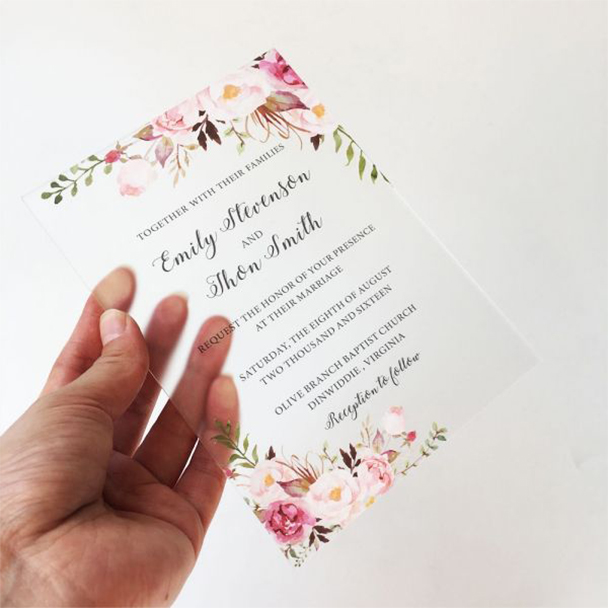 TOGETHER WITH THEIR FAMILIES
Emily Stevenson
AND
Jhon Smith
REQUEST THE HONOR OF YOUR PRESENCE
AT THEIR MARRIAGE
SATURDAY, THE EIGHTH OF AUGUST
TWO THOUSAND AND SIXTEEN
OLIVE BRANCH BAPTIST CHURCH
DINWIDDIE, VIRGINIA
Reception to follow